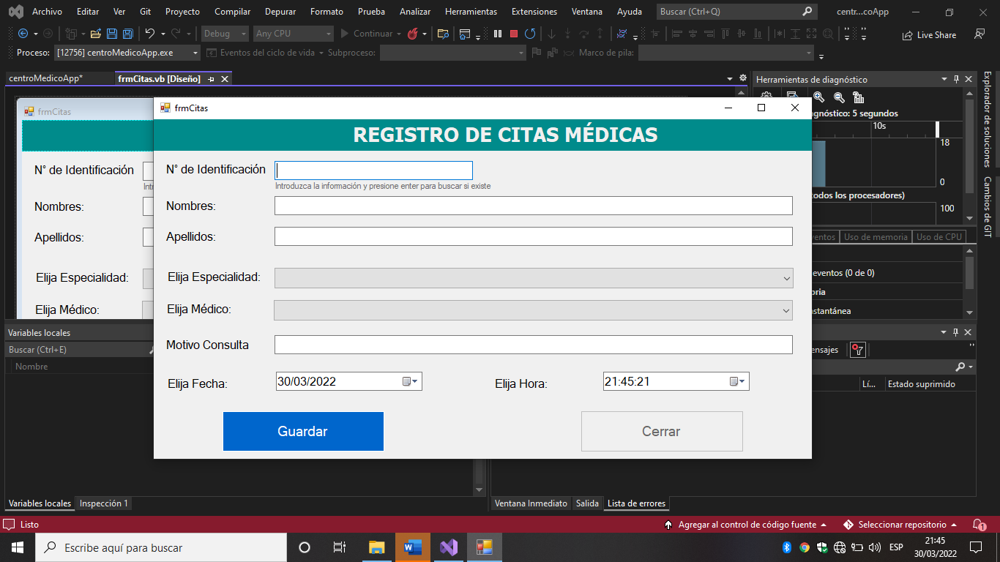 Archivo Editar Ver Git Proyecto Compilar Depurar Formato Prueba Analizar Herramientas Extensiones Ventana Ayuda Buscar (Ctrl+Q) centr...coApp
Debug Any CPU Continuar Live Share
Proceso: [12756] centroMedicoApp.exe Eventos del ciclo de vida Subproceso: Marco de pila:
centroMedicoApp* frmCitas.vb [Diseño] Herramientas de diagnóstico
frmCitas
frmCitas
gnóstico: 5 segundos
10s
REGISTRO DE CITAS MÉDICAS
18
N° de Identificación
N° de Identificación
0
Intr
Introduzca la información y presione enter para buscar si existe
todos los procesadores)
Nombres:
Nombres:
100
Apellidos:
Apellidos:
ventos Uso de memoria Uso de CPU
Elija Especialidad:
Elija Especialidad:
eventos (0 de 0)
oria
Elija Médico:
Elija Médico:
nstantánea
Explorador de soluciones
Cambios de GIT
Variables locales
Buscar (Ctrl+E)
Motivo Consulta
ensajes
Nombre
Elija Fecha: 30/03/2022 Elija Hora: 21:45:21
Lí... Estado suprimido
Guardar Cerrar
Variables locales Inspección 1 Ventana Inmediato Salida Lista de errores
Listo Agregar al control de código fuente Seleccionar repositorio 1
Escribe aquí para buscar ESP 21:45
30/03/2022